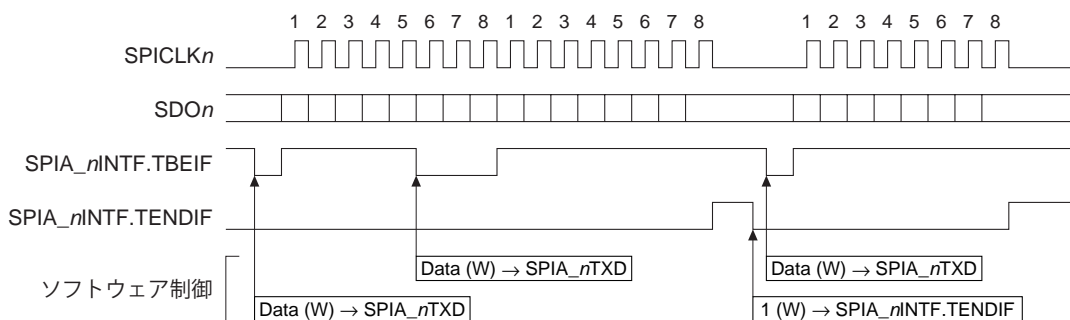 1 2 3 4 5 6 7 8 1 2 3 4 5 6 7 8 1 2 3 4 5 6 7 8
SPICLKn
SDOn
SPIA_nINTF.TBEIF
SPIA_nINTF.TENDIF
ソフトウェア制御
Data (W) → SPIA_nTXD
Data (W) → SPIA_nTXD
Data (W) → SPIA_nTXD
1 (W) → SPIA_nINTF.TENDIF